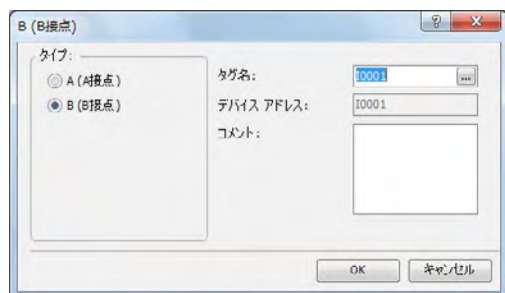 B (B接点)
タイプ:
A (A接点)
B (B接点)
タグ名:
I0001
...
デバイス アドレス:
I0001
コメント:
OK
キャンセル